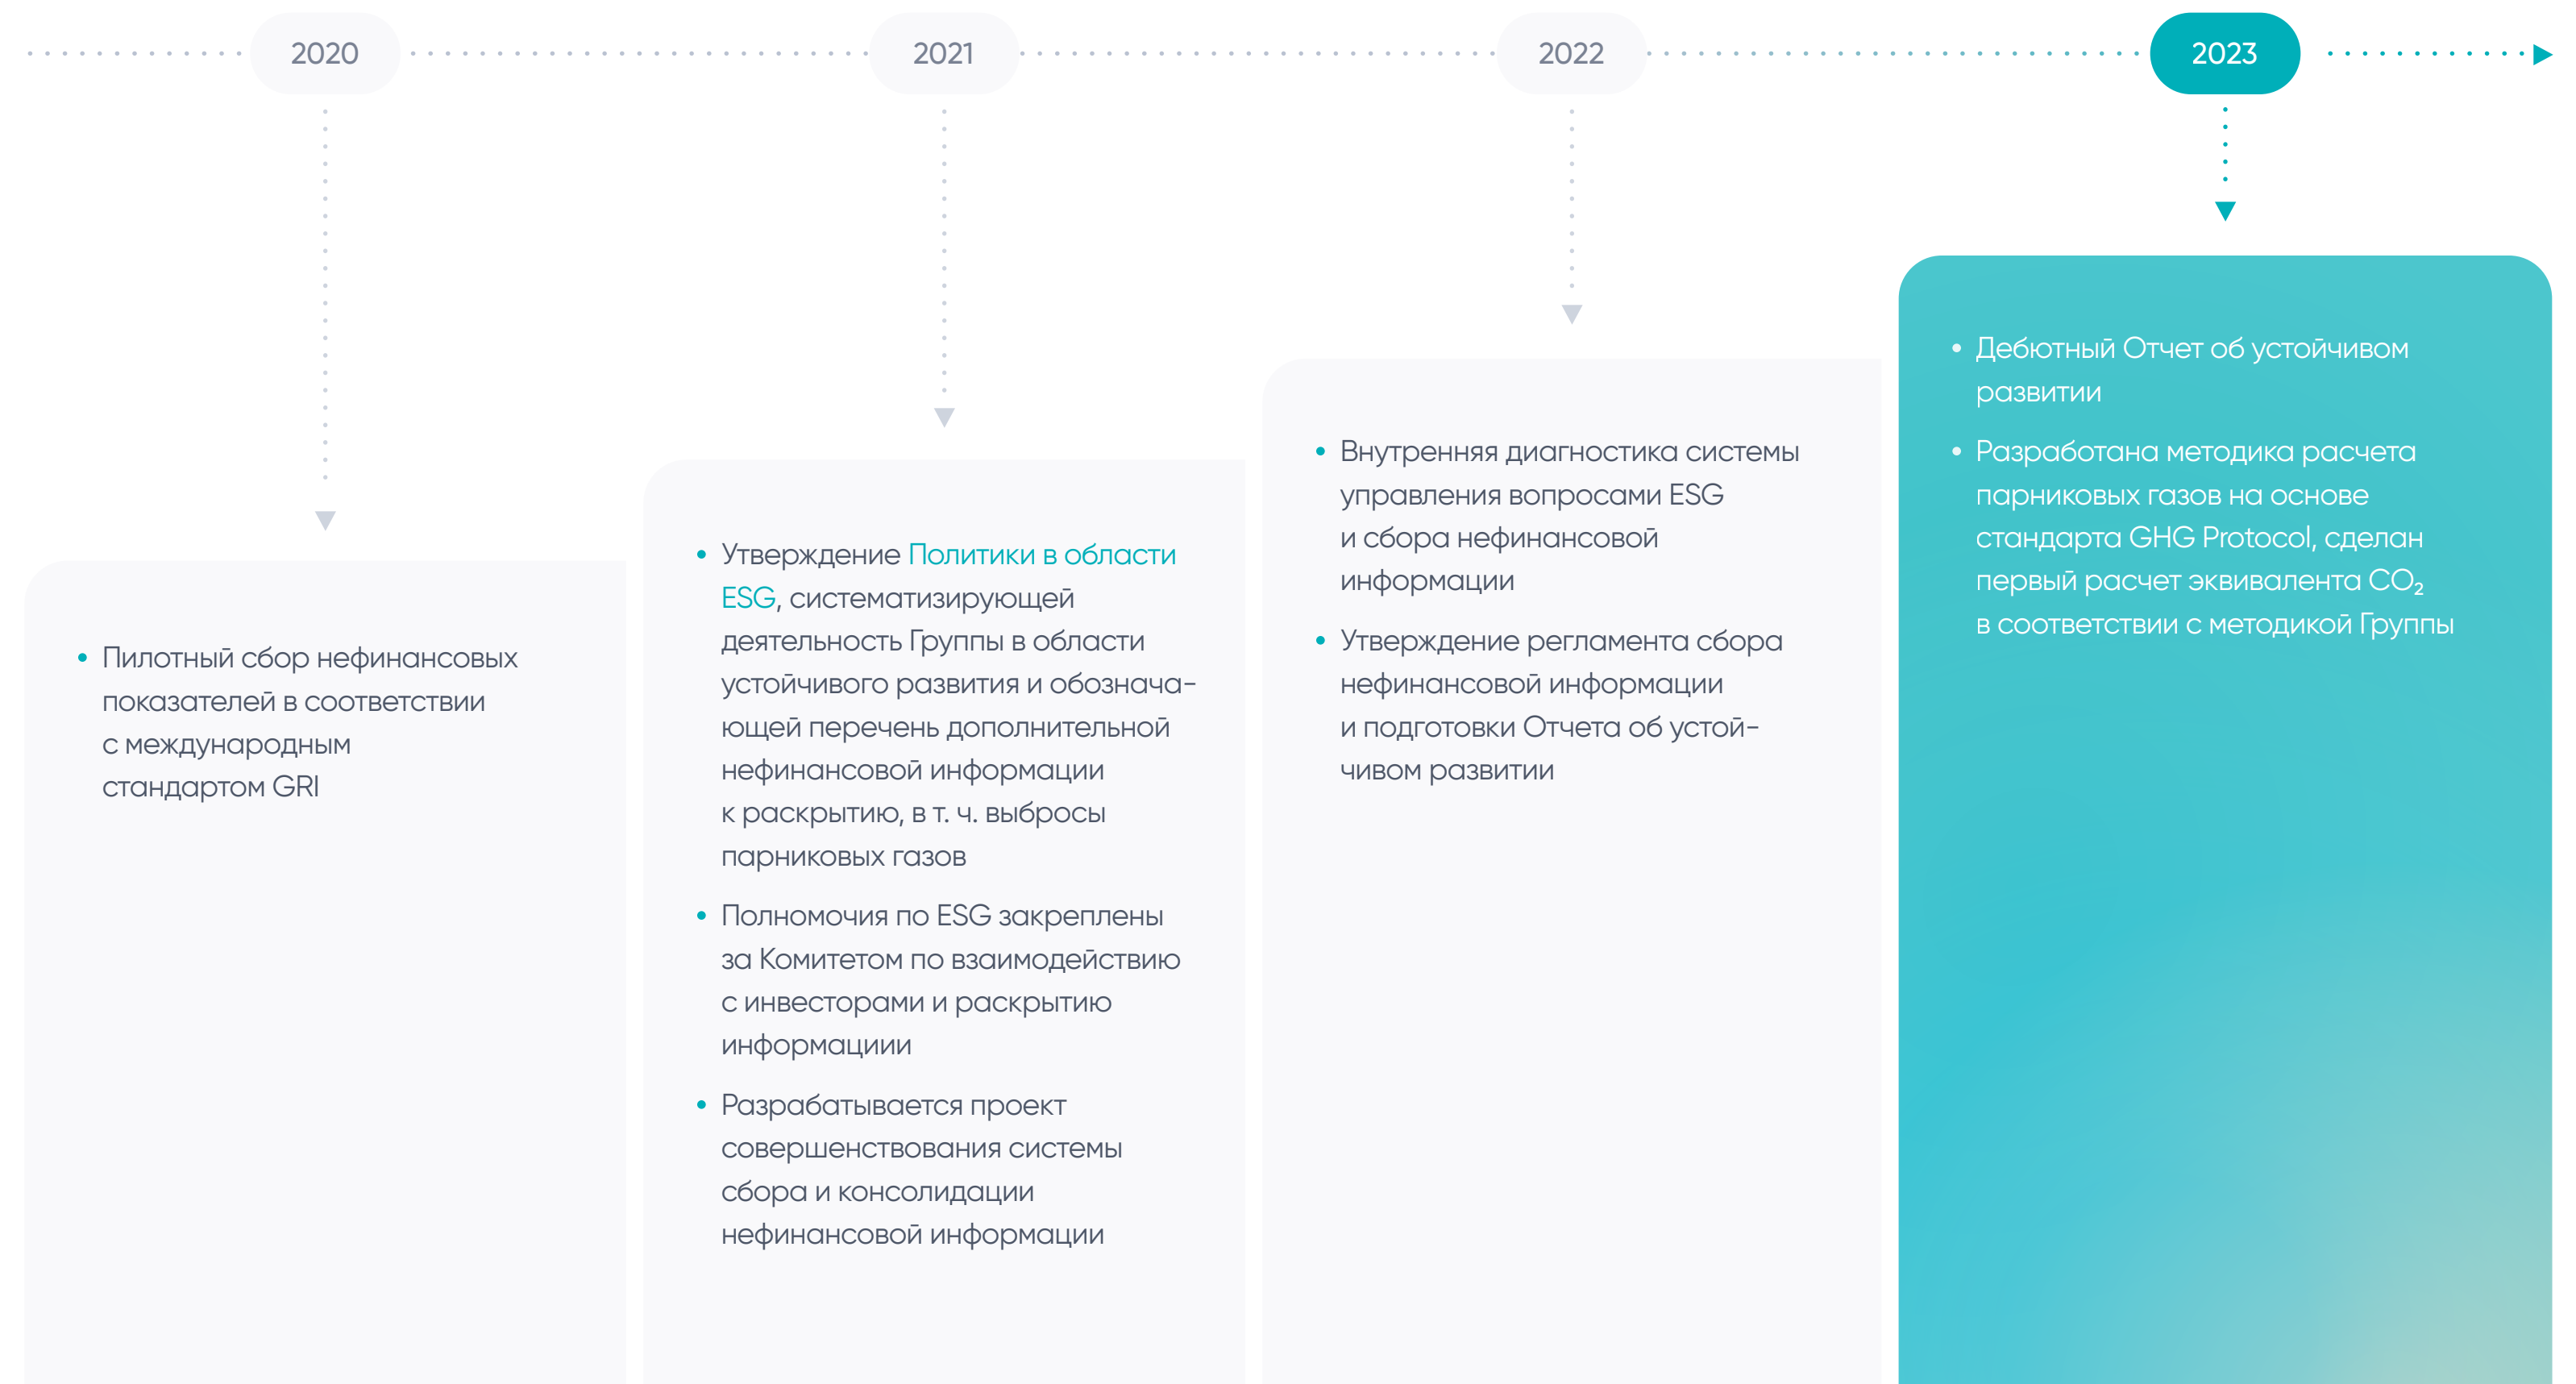 2020
2021
2022
2023
• Пилотный сбор нефинансовых
показателей в соответствии
с международным
стандартом GRI
• Утверждение Политики в области
ESG, систематизирующей
деятельность Группы в области
устойчивого развития и обознача-
ющей перечень дополнительной
нефинансовой информации
к раскрытию, в т. ч. выбросы
парниковых газов
• Полномочия по ESG закреплены
за Комитетом по взаимодействию
с инвесторами и раскрытию
информациии
• Разрабатывается проект
совершенствования системы
сбора и консолидации
нефинансовой информации
• Внутренняя диагностика системы
управления вопросами ESG
и сбора нефинансовой
информации
• Утверждение регламента сбора
нефинансовой информации
и подготовки Отчета об устой-
чивом развитии
• Дебютный Отчет об устойчивом
развитии
• Разработана методика расчета
парниковых газов на основе
стандарта GHG Protocol, сделан
первый расчет эквивалента CO₂
в соответствии с методикой Группы